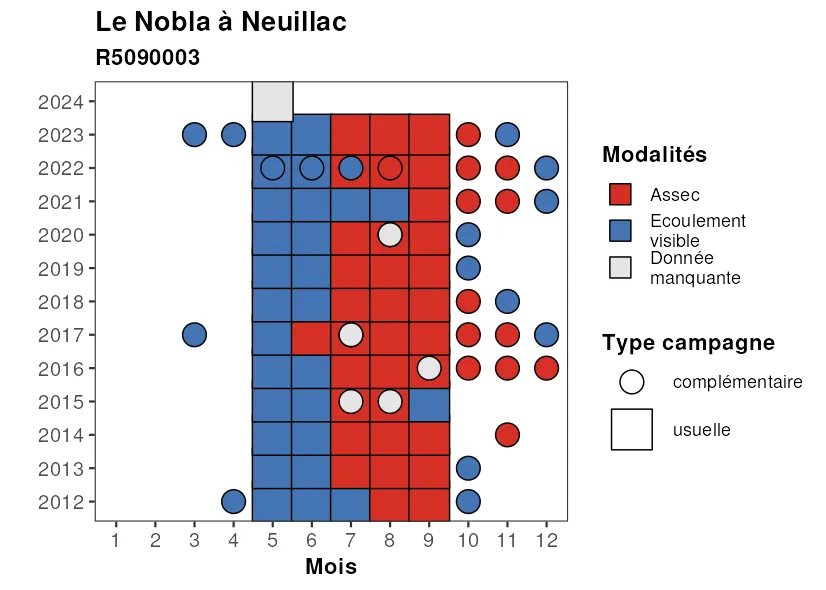 Le Nobla à Neuillac
R5090003
2024
2023
2022
2021
2020
2019
2018
2017
2016
2015
2014
2013
2012
1 2 3 4 5 6 7 8 9 10 11 12
Mois
Modalités
Assec
Ecoulement
visible
Donnée
manquante
Type campagne
complémentaire
usuelle